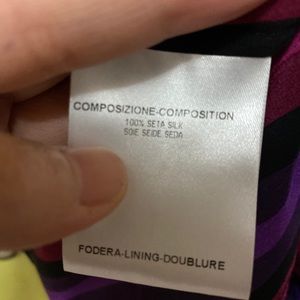 COMPOSIZIONE-COMPOSITION
100% SETA SILK
SOIE SEIDE SEDA
FODERA-LINING-DOUBLURE